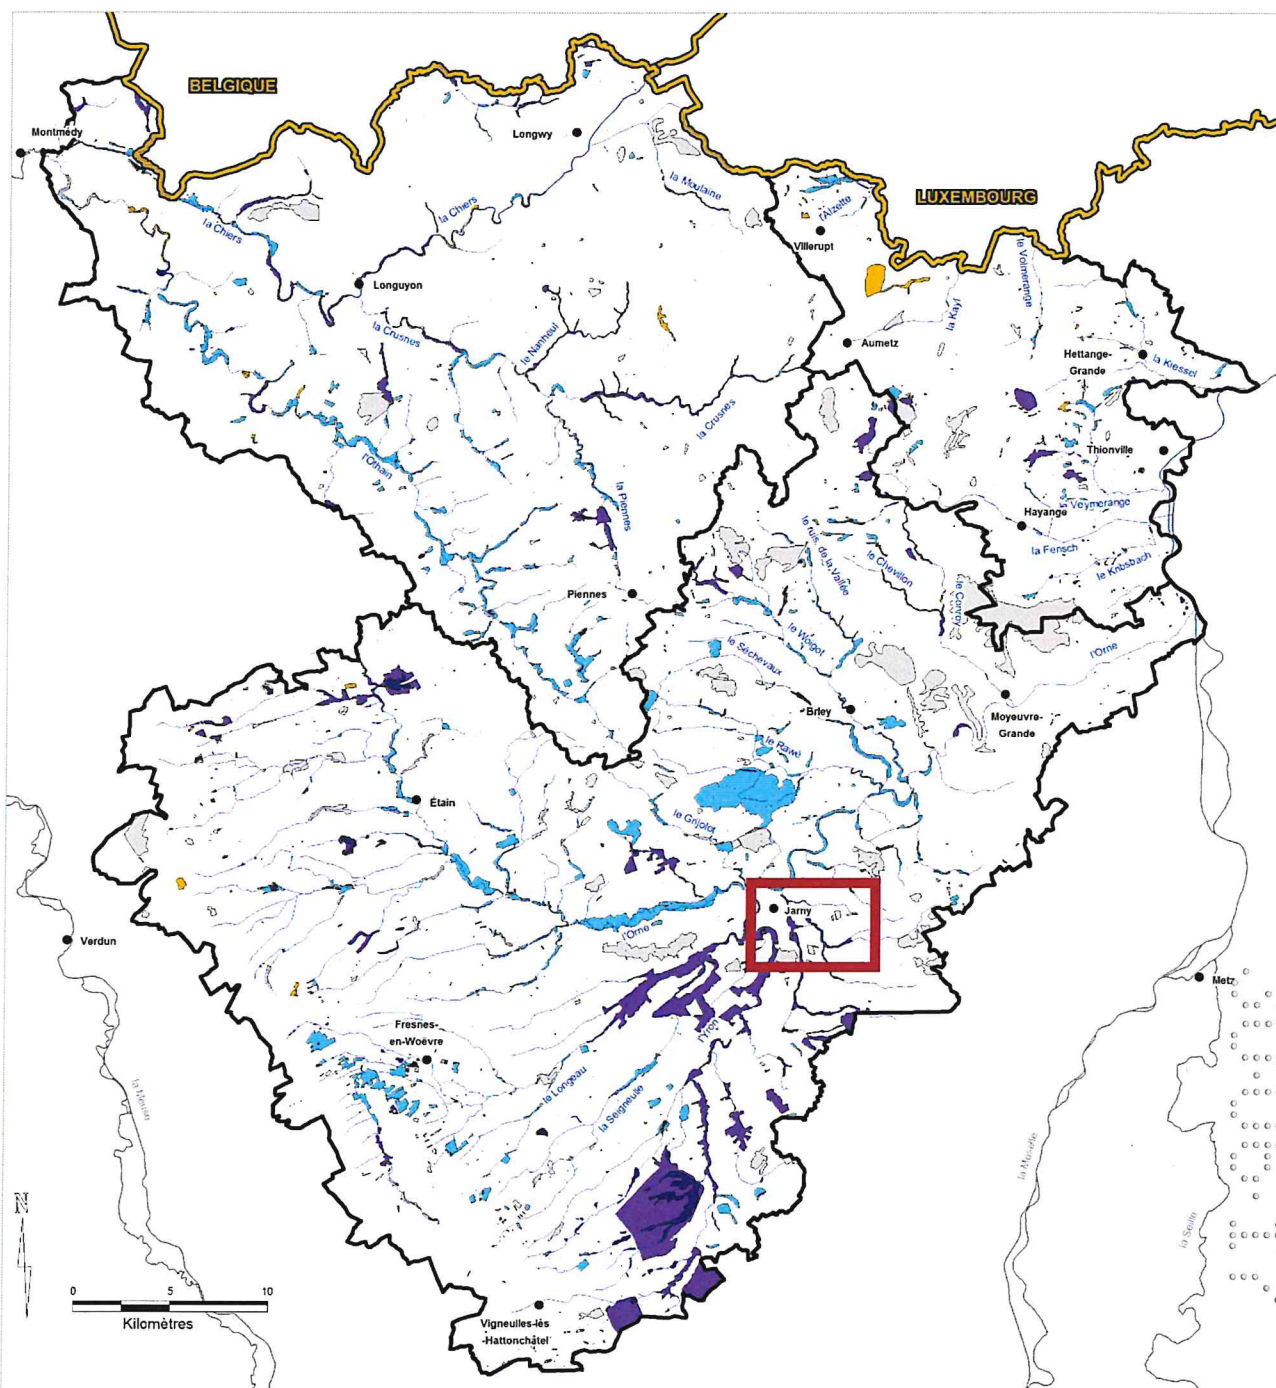 BELGIQUE
Montmédy
Longwy
la Moulaine
LUXEMBOURG
l'Alzette
Villerupt
la Chiers
la Chiers
le Volmerange
la Kayl
Longuyon
la Crusnes
le Nanheul
Aumetz
Hettange-
Grande
la Kiessel
la Crusnes
Thionville
l'Othain
la Piennes
la Veymerange
Hayange
la Fensch
le Knbsbach
le ruis. de la Vallée
le Chevillon
le Conroy
Piennes
le Woigot
le Séchevaux
l'Orne
Briey
Moyeuvre-
Grande
le Rawé
Étain
le Grijolot
Jarny
l'Orne
Verdun
Metz
l'Yron
Fresnes-
en-Woëvre
le Longeau
la Seigneulle
la Meuse
la Moselle
la Seille
N
0 5 10
Kilomètres
Vigneulles-lès
-Hattonchâtel